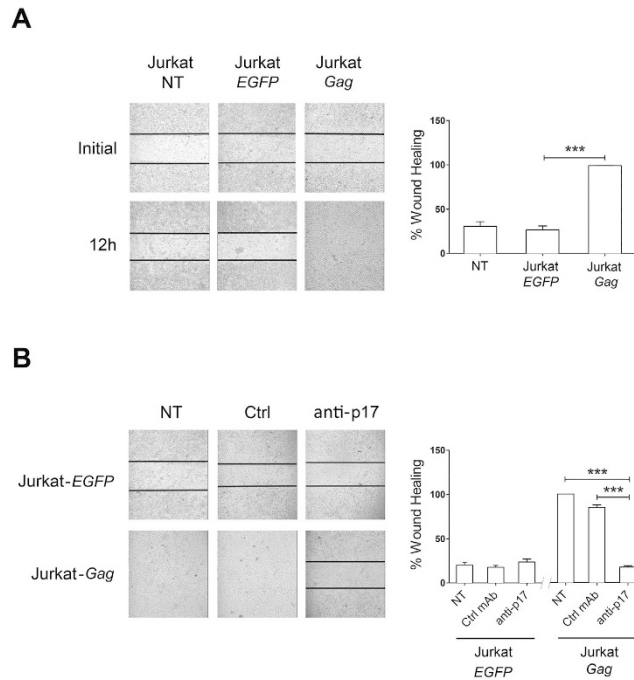 A
Jurkat
NT
Jurkat
EGFP
Jurkat
Gag
Initial
12h
% Wound Healing
150
100
50
0
***
NT
Jurkat
EGFP
Jurkat
Gag
B
NT
Ctrl
anti-p17
Jurkat-EGFP
Jurkat-Gag
% Wound Healing
150
100
50
0
***
***
NT
Ctrl mAb
anti-p17
NT
Ctrl mAb
anti-p17
Jurkat
EGFP
Jurkat
Gag